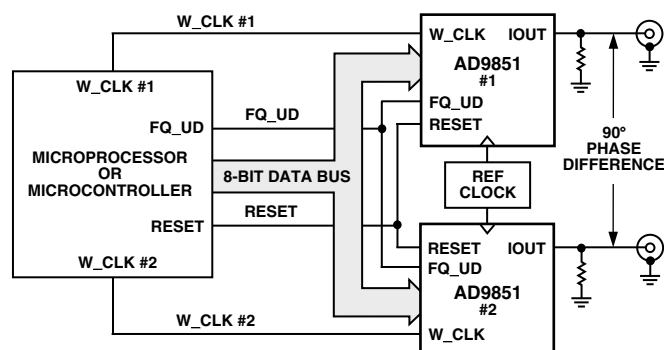 W_CLK #1
W_CLK #1
FQ_UD
MICROPROCESSOR
OR
MICROCONTROLLER
RESET
W_CLK #2
W_CLK #2
FQ_UD
8-BIT DATA BUS
RESET
W_CLK IOUT
AD9851
#1
FQ_UD
RESET
REF
CLOCK
RESET IOUT
FQ_UD
AD9851
#2
W_CLK
90°
PHASE
DIFFERENCE